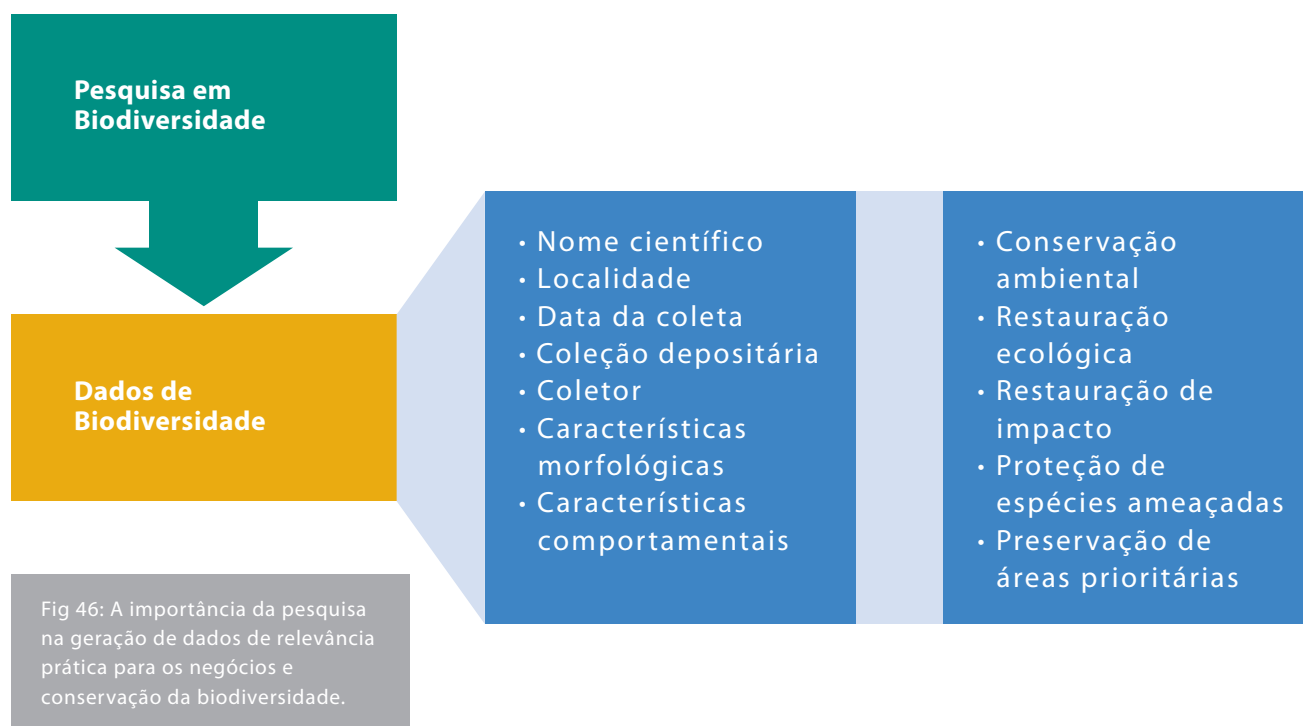 Pesquisa em
Biodiversidade
Dados de
Biodiversidade
• Nome científico
• Localidade
• Data da coleta
• Coleção depositária
• Coletor
• Características
morfológicas
• Características
comportamentais
• Conservação
ambiental
• Restauração
ecológica
• Restauração de
impacto
• Proteção de
espécies ameaçadas
• Preservação de
áreas prioritárias
Fig 46: A importância da pesquisa
na geração de dados de relevância
prática para os negócios e
conservação da biodiversidade.